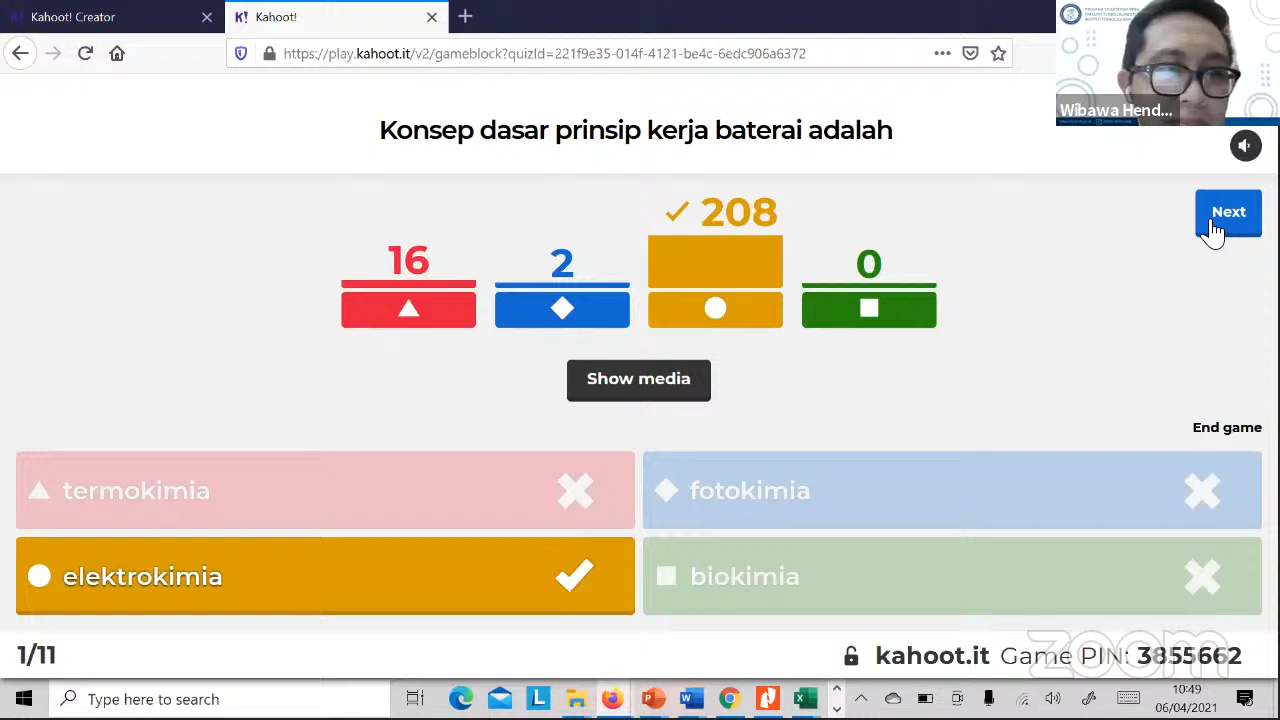 K! Kahoot! Creator
K! Kahoot!
https://play.kahoot.it/v2/gameblock?quizId=221f9e35-014f-4121-be4c-6edc906a6372
Wibawa Hend...
Konsep dasar prinsip kerja baterai adalah
Next
16
2
208
0
Show media
End game
termokimia
fotokimia
elektrokimia
biokimia
1/11
kahoot.it Game PIN: 3855662
zoom
Type here to search
10:49
06/04/2021